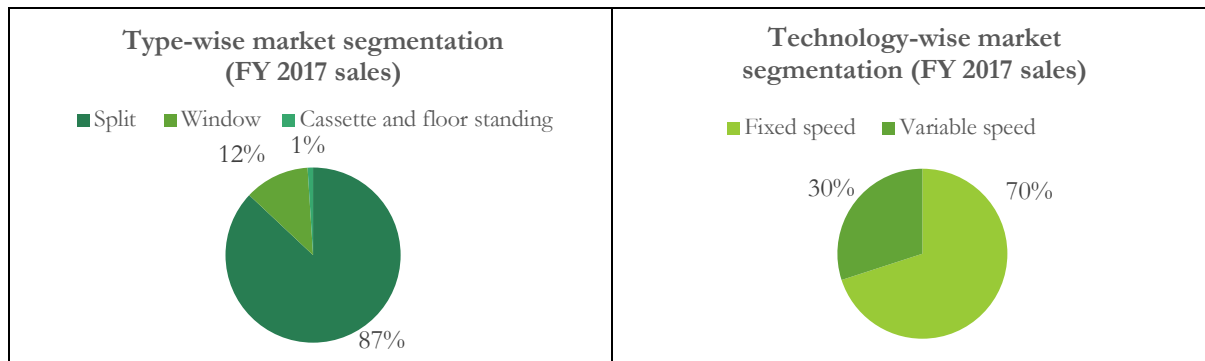 Type-wise market segmentation
(FY 2017 sales)
Split Window Cassette and floor standing
12% 1%
87%
Technology-wise market
segmentation (FY 2017 sales)
Fixed speed Variable speed
30% 70%